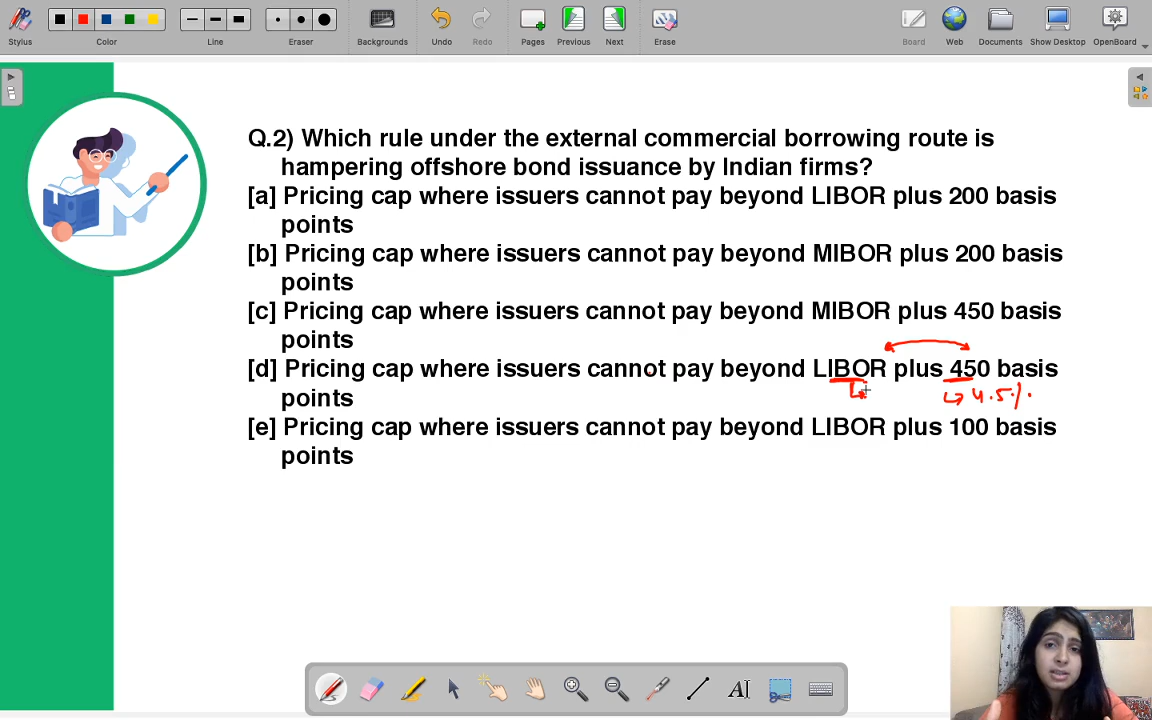 Stylus
Color
Line
Eraser
Backgrounds
Undo
Redo
Pages
Previous
Next
Erase
Board
Web
Documents
Show Desktop
OpenBoard
Q.2) Which rule under the external commercial borrowing route is
hampering offshore bond issuance by Indian firms?
[a] Pricing cap where issuers cannot pay beyond LIBOR plus 200 basis
points
[b] Pricing cap where issuers cannot pay beyond MIBOR plus 200 basis
points
[c] Pricing cap where issuers cannot pay beyond MIBOR plus 450 basis
points
[d] Pricing cap where issuers cannot pay beyond LIBOR plus 450 basis
points
4.5%
[e] Pricing cap where issuers cannot pay beyond LIBOR plus 100 basis
points
AI